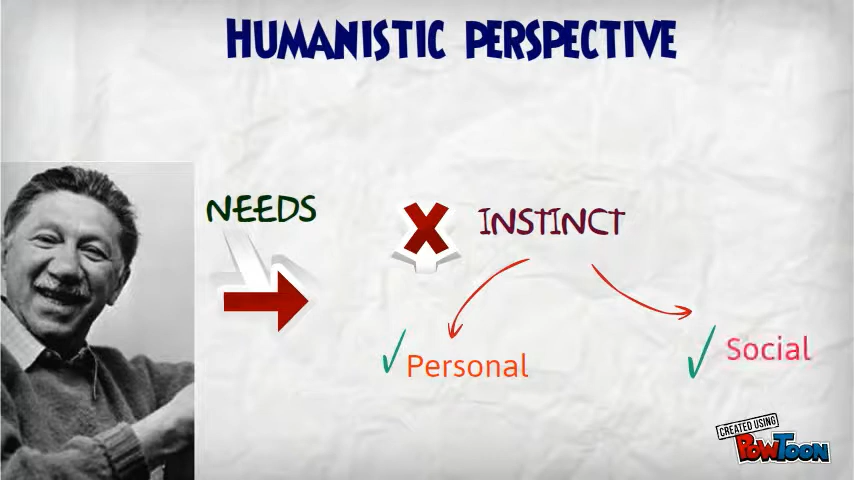 HUMANISTIC PERSPECTIVE
NEEDS
X INSTINCT
Personal
Social
CREATED USING
POWTOON